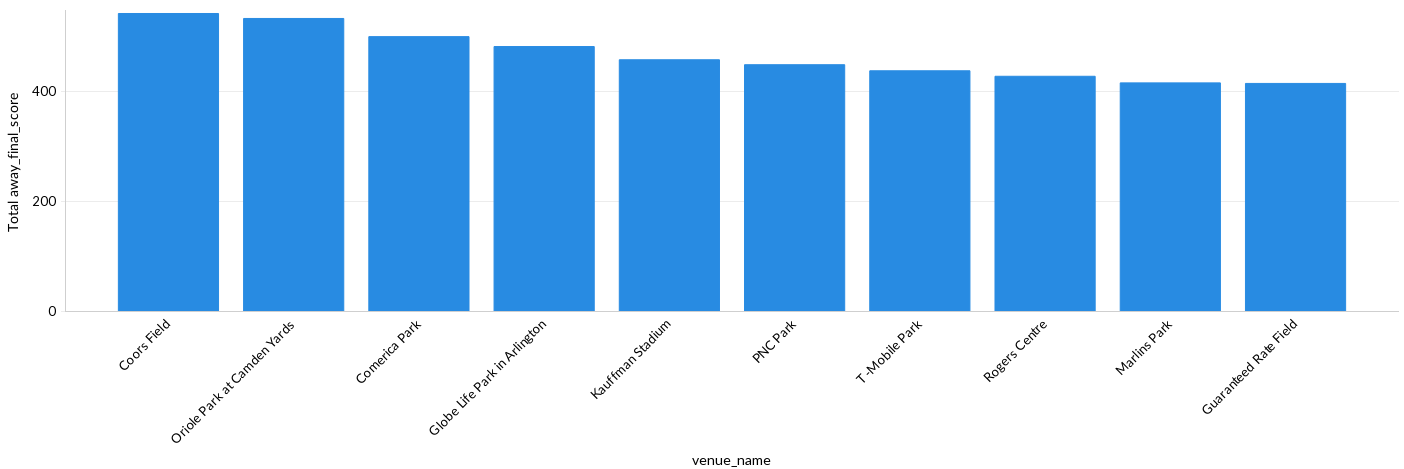 Total away_final_score
400
200
0
Coors Field
Oriole Park at Camden Yards
Comerica Park
Globe Life Park in Arlington
Kauffman Stadium
PNC Park
T-Mobile Park
Rogers Centre
Marlins Park
Guaranteed Rate Field
venue_name